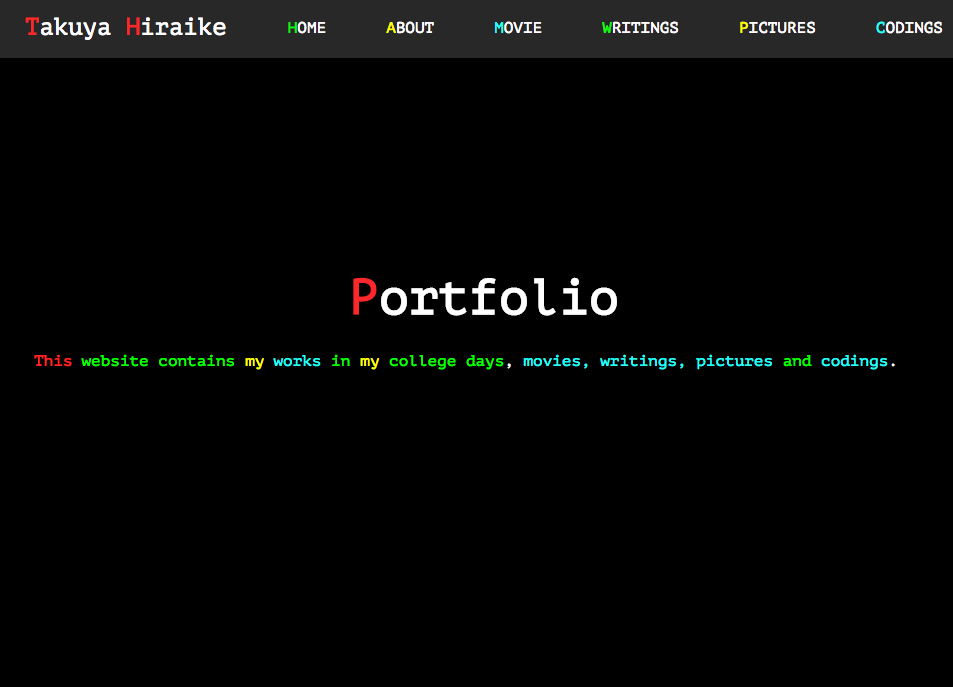 Takuya Hiraike HOME ABOUT MOVIE WRITINGS PICTURES CODINGS
Portfolio
This website contains my works in my college days, movies, writings, pictures and codings.